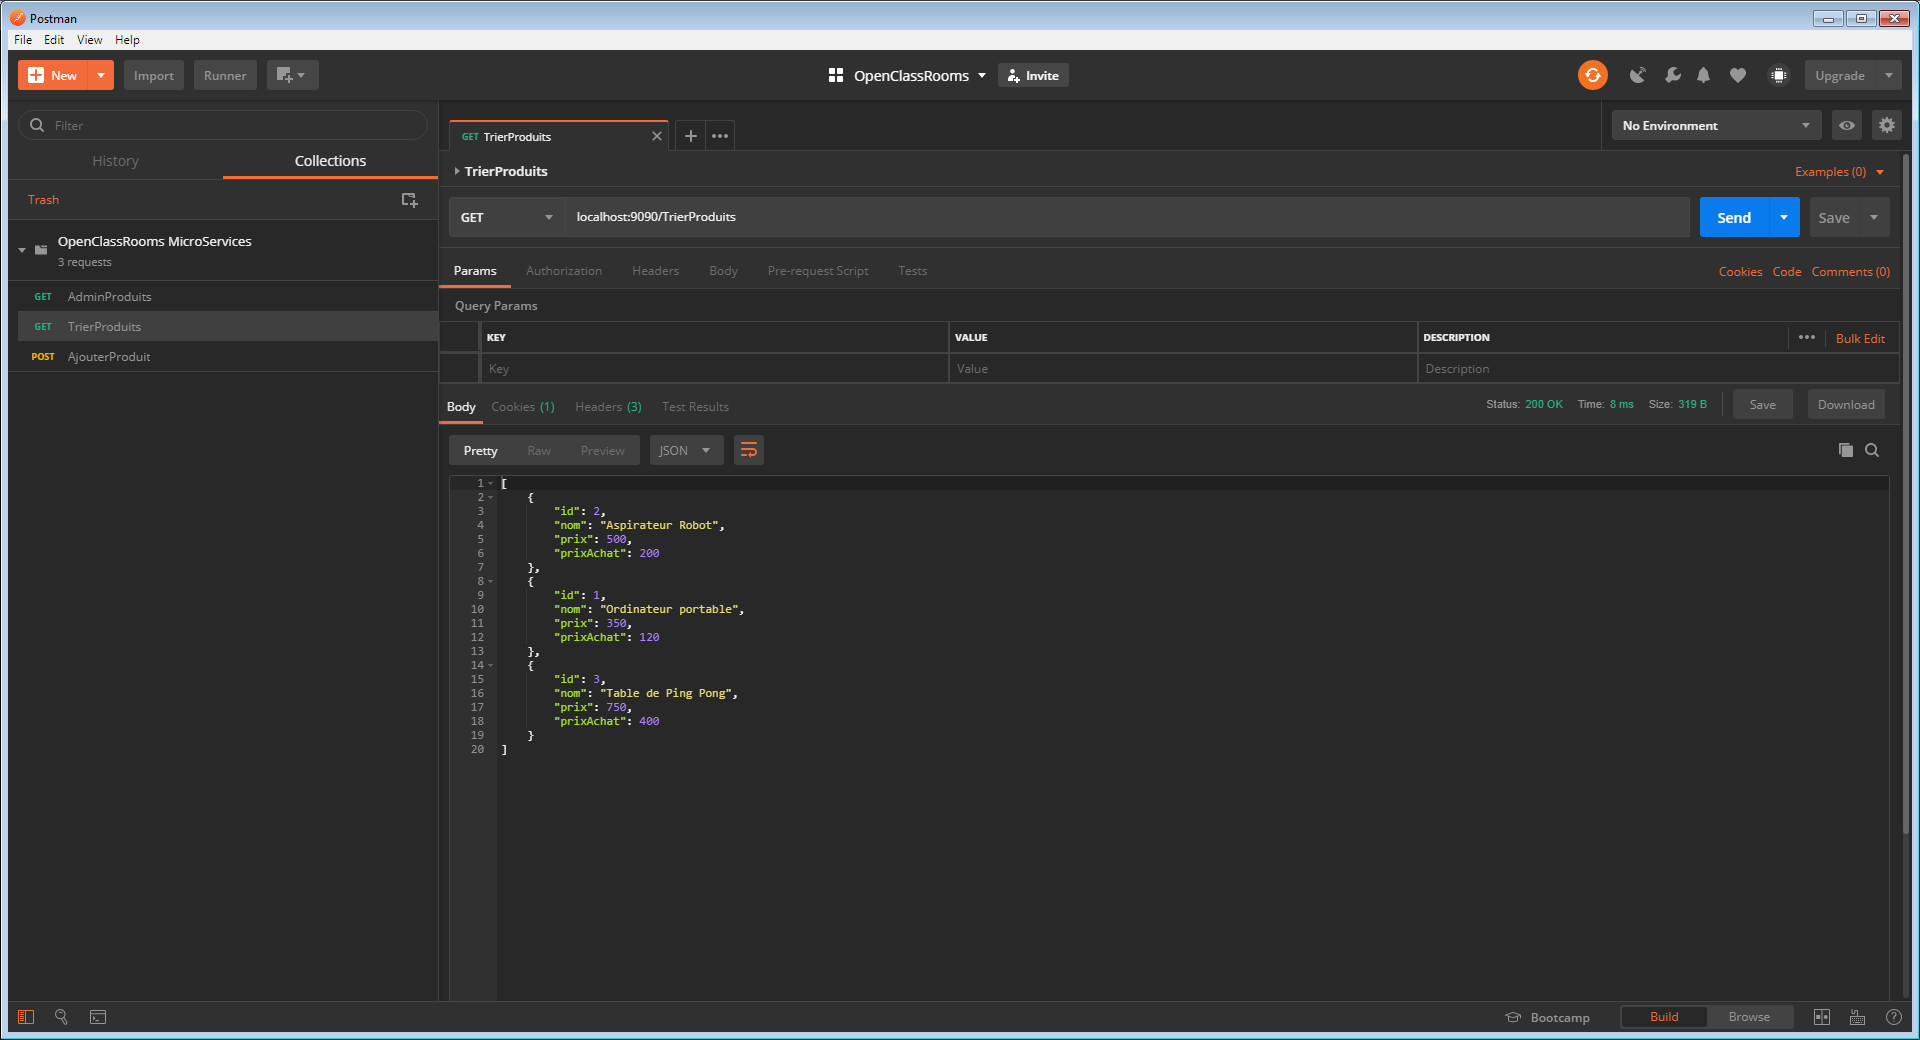 Postman
File Edit View Help
New Import Runner OpenClassRooms Invite Upgrade
Filter
History Collections
Trash
OpenClassRooms MicroServices
3 requests
GET AdminProduits
GET TrierProduits
POST AjouterProduit
GET TrierProduits
No Environment
TrierProduits
Examples (0)
GET localhost:9090/TrierProduits Send Save
Params Authorization Headers Body Pre-request Script Tests Cookies Code Comments (0)
Query Params
KEY VALUE DESCRIPTION Bulk Edit
Key Value Description
Body Cookies (1) Headers (3) Test Results Status: 200 OK Time: 8 ms Size: 319 B Save Download
Pretty Raw Preview JSON
1 [
2 {
3 "id": 2,
4 "nom": "Aspirateur Robot",
5 "prix": 500,
6 "prixAchat": 200
7 },
8 {
9 "id": 1,
10 "nom": "Ordinateur portable",
11 "prix": 350,
12 "prixAchat": 120
13 },
14 {
15 "id": 3,
16 "nom": "Table de Ping Pong",
17 "prix": 750,
18 "prixAchat": 400
19 }
20 ]
Bootcamp Build Browse